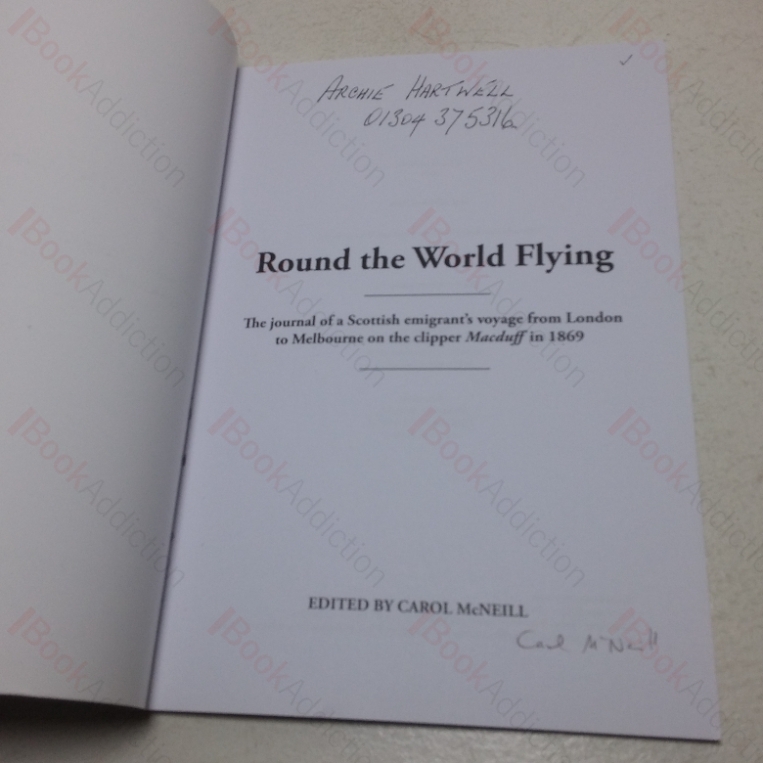 ARCHIE HARTWELL
01304 375316
Round the World Flying
The journal of a Scottish emigrant's voyage from London
to Melbourne on the clipper Macduff in 1869
EDITED BY CAROL McNEILL
Carol McNeill
BookAddiction